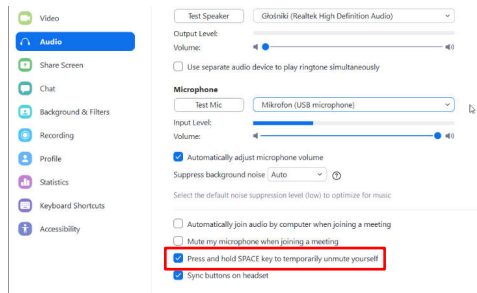 Video
Audio
Share Screen
Chat
Background & Filters
Recording
Profile
Statistics
Keyboard Shortcuts
Accessibility
Test Speaker
Głośniki (Realtek High Definition Audio)
Output Level:
Volume:
Use separate audio device to play ringtone simultaneously
Microphone
Test Mic
Mikrofon (USB microphone)
Input Level:
Volume:
Automatically adjust microphone volume
Suppress background noise Auto
Select the default noise suppression level (low) to optimize for music
Automatically join audio by computer when joining a meeting
Mute my microphone when joining a meeting
Press and hold SPACE key to temporarily unmute yourself
Sync buttons on headset